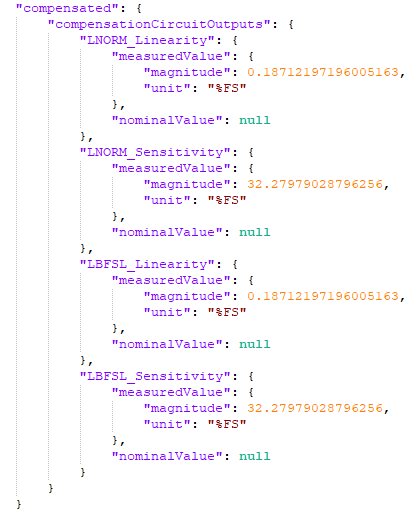 "compensated": {
"compensationCircuitOutputs": {
"LNORM_Linearity": {
"measuredValue": {
"magnitude": 0.18712197196005163,
"unit": "%FS"
},
"nominalValue": null
},
"LNORM_Sensitivity": {
"measuredValue": {
"magnitude": 32.27979028796256,
"unit": "%FS"
},
"nominalValue": null
},
"LBFSL_Linearity": {
"measuredValue": {
"magnitude": 0.18712197196005163,
"unit": "%FS"
},
"nominalValue": null
},
"LBFSL_Sensitivity": {
"measuredValue": {
"magnitude": 32.27979028796256,
"unit": "%FS"
},
"nominalValue": null
}
}
}